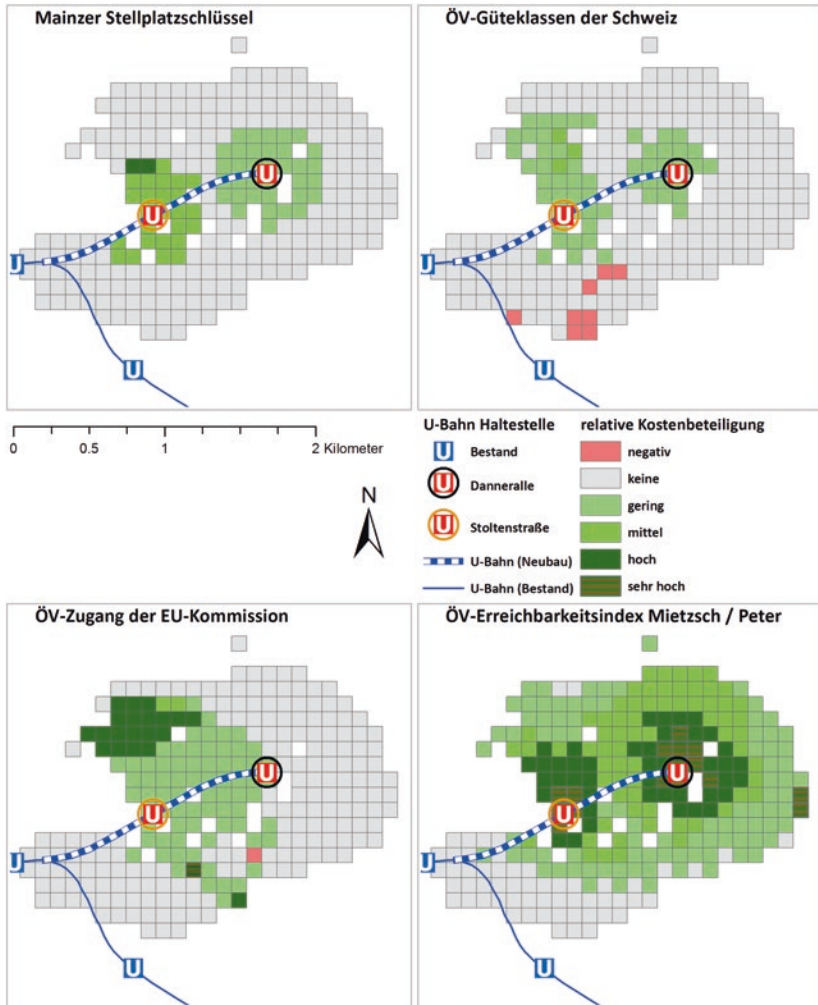 Mainzer Stellplatzschlüssel
ÖV-Güteklassen der Schweiz
U
U
U
U
U
U
U
U
0 0.5 1 2 Kilometer
N
U-Bahn Haltestelle
U Bestand
U Danneralle
U Stoltenstraße
U-Bahn (Neubau)
U-Bahn (Bestand)
relative Kostenbeteiligung
negativ
keine
gering
mittel
hoch
sehr hoch
ÖV-Zugang der EU-Kommission
ÖV-Erreichbarkeitsindex Mietzsch / Peter
U
U
U
U
U
U
U
U